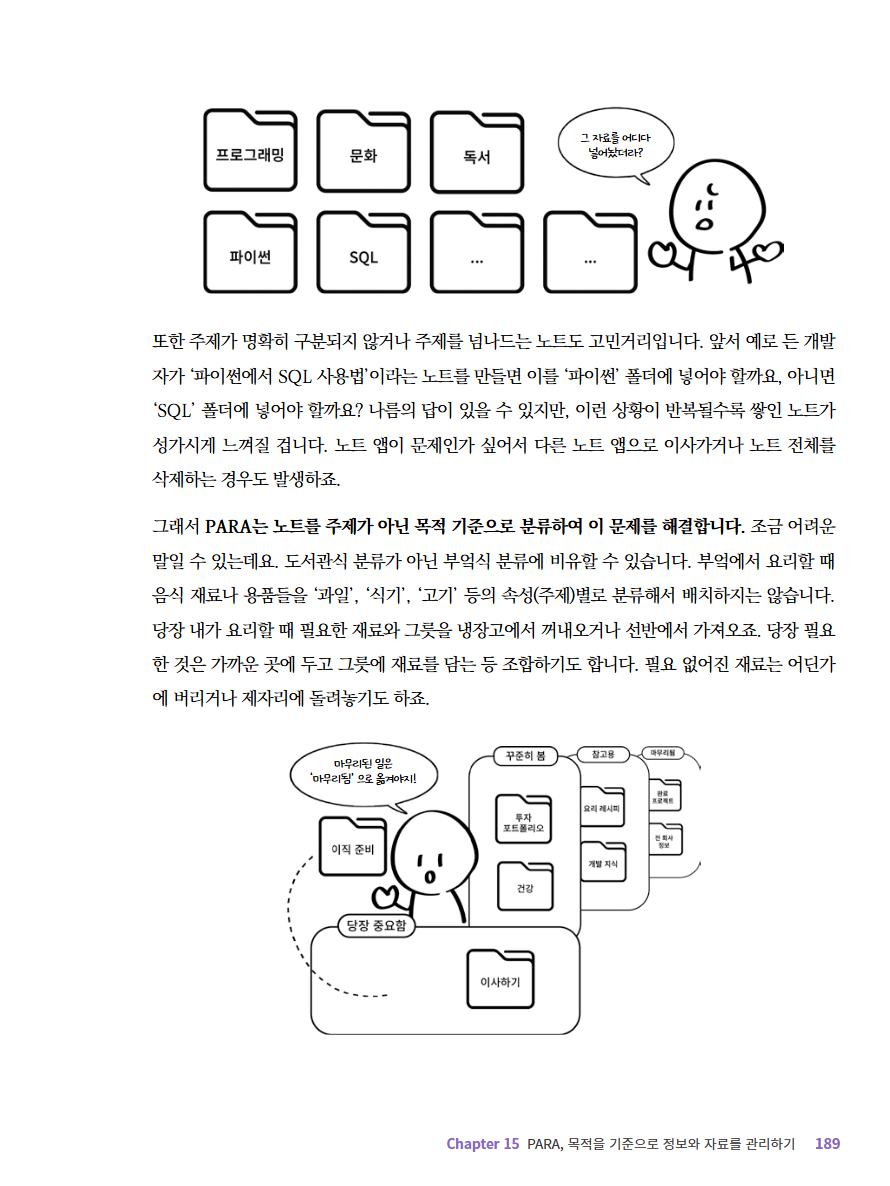 프로그래밍
문화
독서
그 자료를 어디다
넣어놨더라?
파이썬
SQL
...
...
또한 주제가 명확히 구분되지 않거나 주제를 넘나드는 노트도 고민거리입니다. 앞서 예로 든 개발
자가 ‘파이썬에서 SQL 사용법’이라는 노트를 만들면 이를 ‘파이썬’ 폴더에 넣어야 할까요, 아니면
‘SQL’ 폴더에 넣어야 할까요? 나름의 답이 있을 수 있지만, 이런 상황이 반복될수록 쌓인 노트가
성가시게 느껴질 겁니다. 노트 앱이 문제인가 싶어서 다른 노트 앱으로 이사가거나 노트 전체를
삭제하는 경우도 발생하죠.
그래서 PARA는 노트를 주제가 아닌 목적 기준으로 분류하여 이 문제를 해결합니다. 조금 어려운
말일 수 있는데요. 도서관식 분류가 아닌 부엌식 분류에 비유할 수 있습니다. 부엌에서 요리할 때
음식 재료나 용품들을 ‘과일’, ‘식기’, ‘고기’ 등의 속성(주제)별로 분류해서 배치하지는 않습니다.
당장 내가 요리할 때 필요한 재료와 그릇을 냉장고에서 꺼내오거나 선반에서 가져오죠. 당장 필요
한 것은 가까운 곳에 두고 그릇에 재료를 담는 등 조합하기도 합니다. 필요 없어진 재료는 어딘가
에 버리거나 제자리에 돌려놓기도 하죠.
마무리된 일은
‘마무리됨’으로 옮겨야지!
꾸준히 봄
참고용
마무리됨
이직 준비
투자
포트폴리오
건강
요리 레시피
개발 지식
완료
프로젝트
전 회사
정보
당장 중요함
이사하기
Chapter 15 PARA, 목적을 기준으로 정보와 자료를 관리하기 189